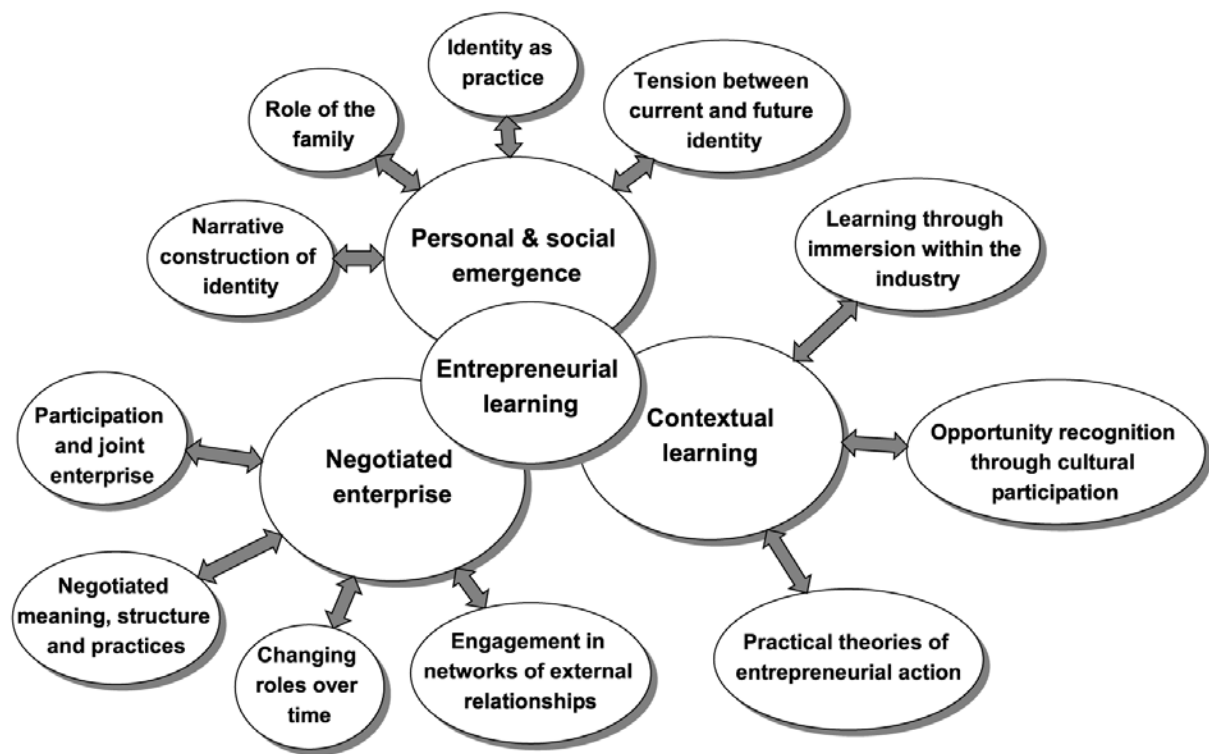 Identity as
practice
Tension between
current and future
identity
Role of the
family
Narrative
construction of
identity
Personal & social
emergence
Learning through
immersion within the
industry
Entrepreneurial
learning
Contextual
learning
Opportunity recognition
through cultural
participation
Participation
and joint
enterprise
Negotiated
enterprise
Negotiated
meaning, structure
and practices
Changing
roles over
time
Engagement in
networks of external
relationships
Practical theories of
entrepreneurial action